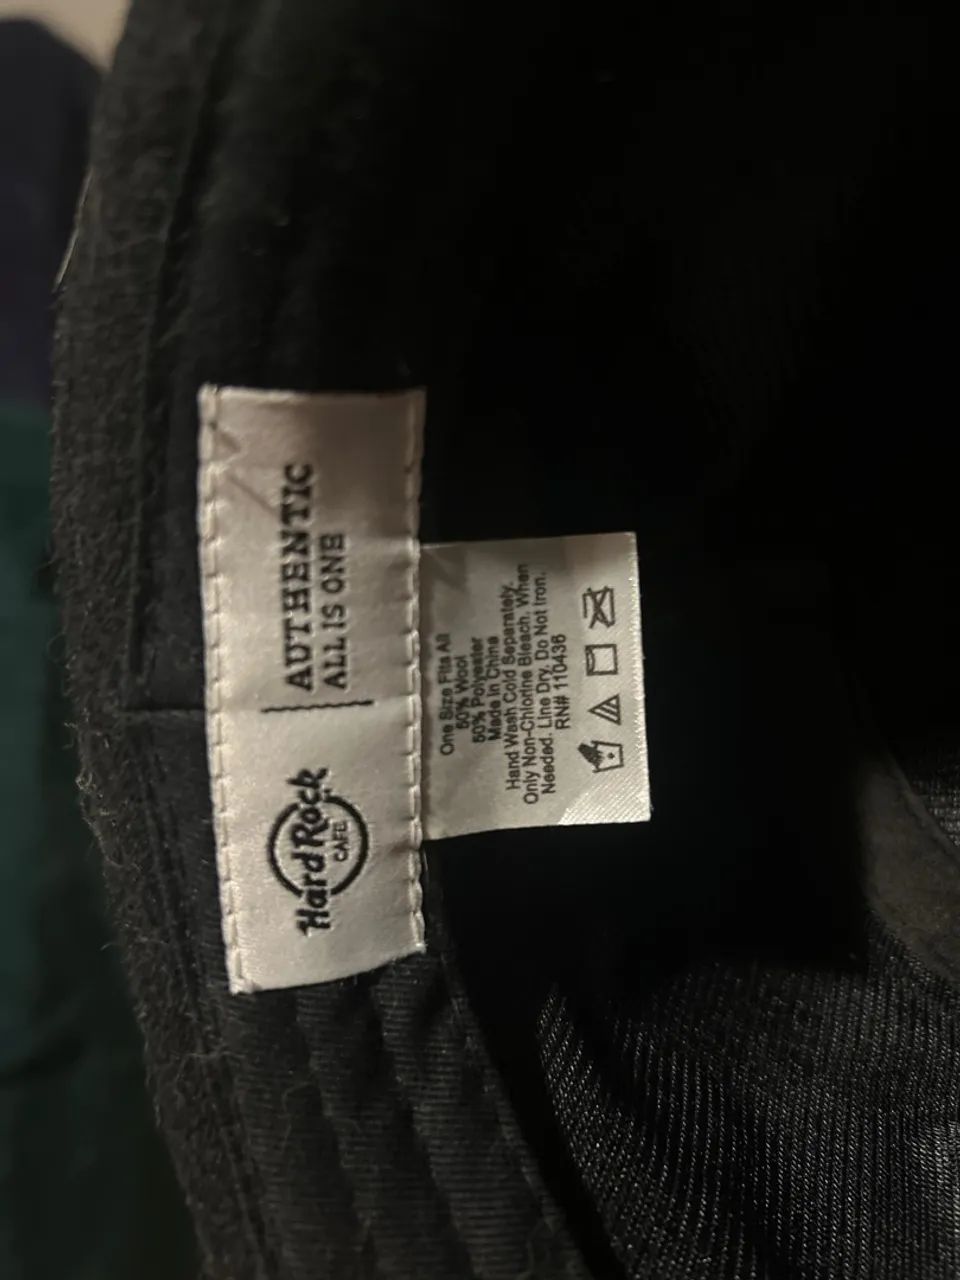 Hard Rock
CAFE
AUTHENTIC
ALL IS ONE
One Size Fits All
50% Wool
50% Polyester
Made In China
Hand Wash Cold Separately.
Only Non-Chlorine Bleach. When
Needed. Line Dry. Do Not Iron.
RN# 110436